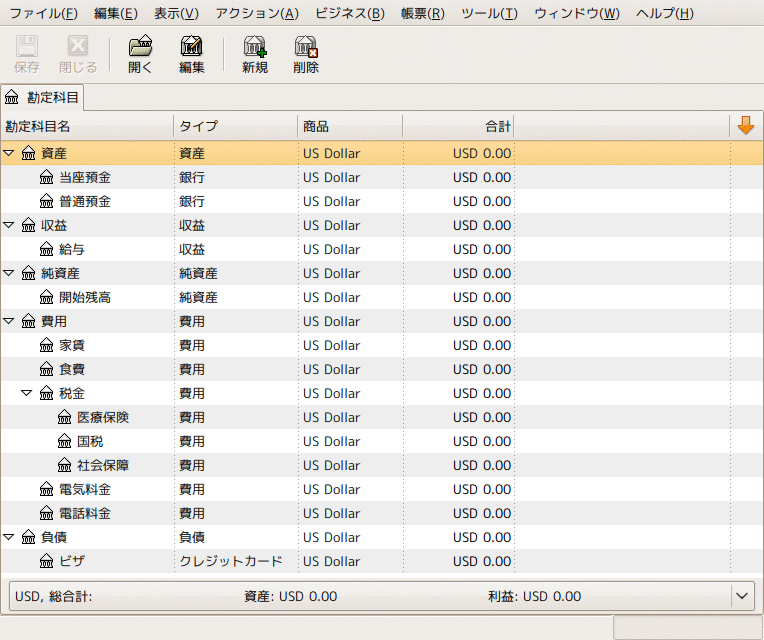 ファイル(F) 編集(E) 表示(V) アクション(A) ビジネス(B) 帳票(R) ツール(T) ウィンドウ(W) ヘルプ(H)
保存 閉じる 開く 編集 新規 削除
勘定科目
勘定科目名 タイプ 商品 合計
資産 資産 US Dollar USD 0.00
当座預金 銀行 US Dollar USD 0.00
普通預金 銀行 US Dollar USD 0.00
収益 収益 US Dollar USD 0.00
給与 収益 US Dollar USD 0.00
純資産 純資産 US Dollar USD 0.00
開始残高 純資産 US Dollar USD 0.00
費用 費用 US Dollar USD 0.00
家賃 費用 US Dollar USD 0.00
食費 費用 US Dollar USD 0.00
税金 費用 US Dollar USD 0.00
医療保険 費用 US Dollar USD 0.00
国税 費用 US Dollar USD 0.00
社会保障 費用 US Dollar USD 0.00
電気料金 費用 US Dollar USD 0.00
電話料金 費用 US Dollar USD 0.00
負債 負債 US Dollar USD 0.00
ビザ クレジットカード US Dollar USD 0.00
USD, 総合計: 資産: USD 0.00 利益: USD 0.00